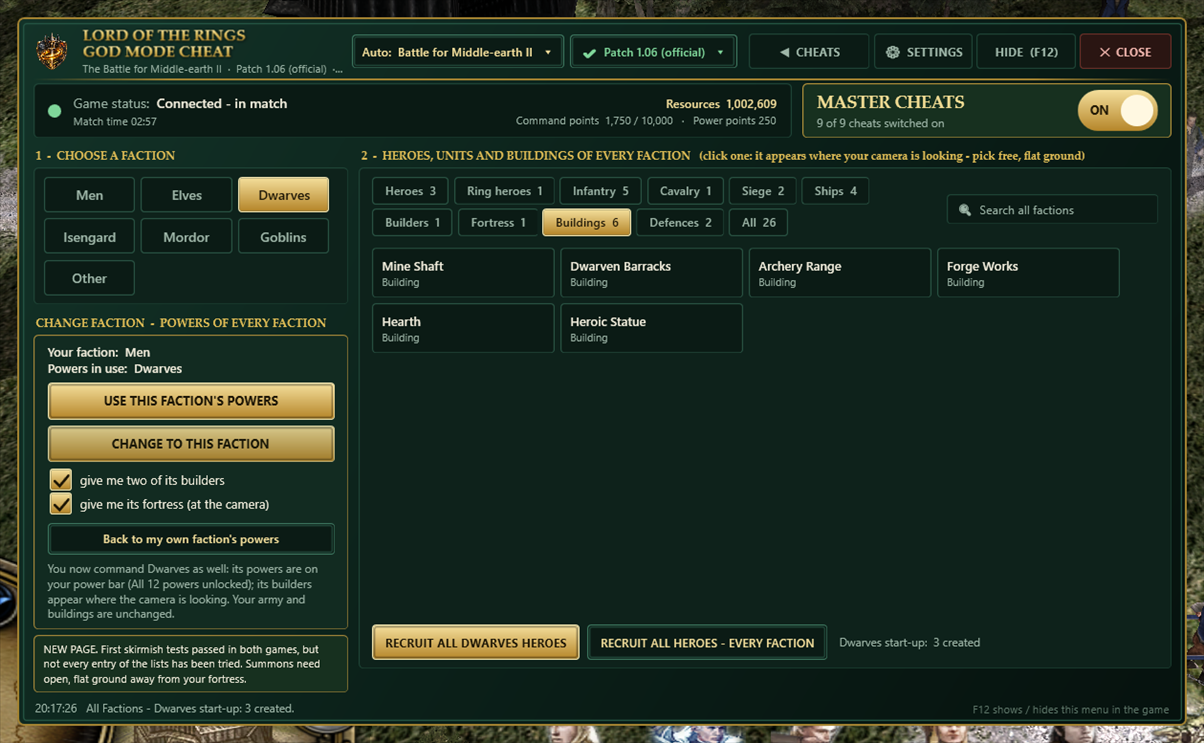 LORD OF THE RINGS
GOD MODE CHEAT
The Battle for Middle-earth II · Patch 1.06 (official) ·...
Auto: Battle for Middle-earth II
Patch 1.06 (official)
CHEATS
SETTINGS
HIDE (F12)
CLOSE
Game status: Connected - in match
Match time 02:57
Resources 1,002,609
Command points 1,750 / 10,000 · Power points 250
MASTER CHEATS
9 of 9 cheats switched on
ON
1 - CHOOSE A FACTION
Men
Elves
Dwarves
Isengard
Mordor
Goblins
Other
CHANGE FACTION - POWERS OF EVERY FACTION
Your faction: Men
Powers in use: Dwarves
USE THIS FACTION'S POWERS
CHANGE TO THIS FACTION
give me two of its builders
give me its fortress (at the camera)
Back to my own faction's powers
You now command Dwarves as well: its powers are on
your power bar (All 12 powers unlocked); its builders
appear where the camera is looking. Your army and
buildings are unchanged.
NEW PAGE. First skirmish tests passed in both games, but
not every entry of the lists has been tried. Summons need
open, flat ground away from your fortress.
2 - HEROES, UNITS AND BUILDINGS OF EVERY FACTION (click one: it appears where your camera is looking - pick free, flat ground)
Heroes 3
Ring heroes 1
Infantry 5
Cavalry 1
Siege 2
Ships 4
Builders 1
Fortress 1
Buildings 6
Defences 2
All 26
Search all factions
Mine Shaft
Building
Dwarven Barracks
Building
Archery Range
Building
Forge Works
Building
Hearth
Building
Heroic Statue
Building
RECRUIT ALL DWARVES HEROES
RECRUIT ALL HEROES - EVERY FACTION
Dwarves start-up: 3 created
20:17:26 All Factions - Dwarves start-up: 3 created.
F12 shows / hides this menu in the game